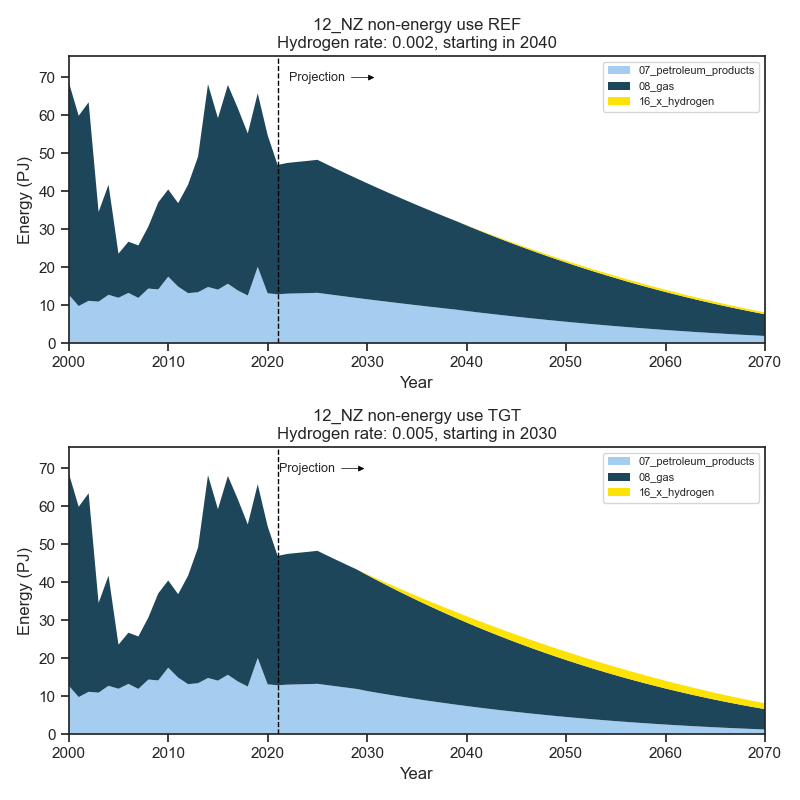 12_NZ non-energy use REF
Hydrogen rate: 0.002, starting in 2040
Energy (PJ)
70
60
50
40
30
20
10
0
Projection
07_petroleum_products
08_gas
16_x_hydrogen
2000 2010 2020 2030 2040 2050 2060 2070
Year
12_NZ non-energy use TGT
Hydrogen rate: 0.005, starting in 2030
Energy (PJ)
70
60
50
40
30
20
10
0
Projection
07_petroleum_products
08_gas
16_x_hydrogen
2000 2010 2020 2030 2040 2050 2060 2070
Year